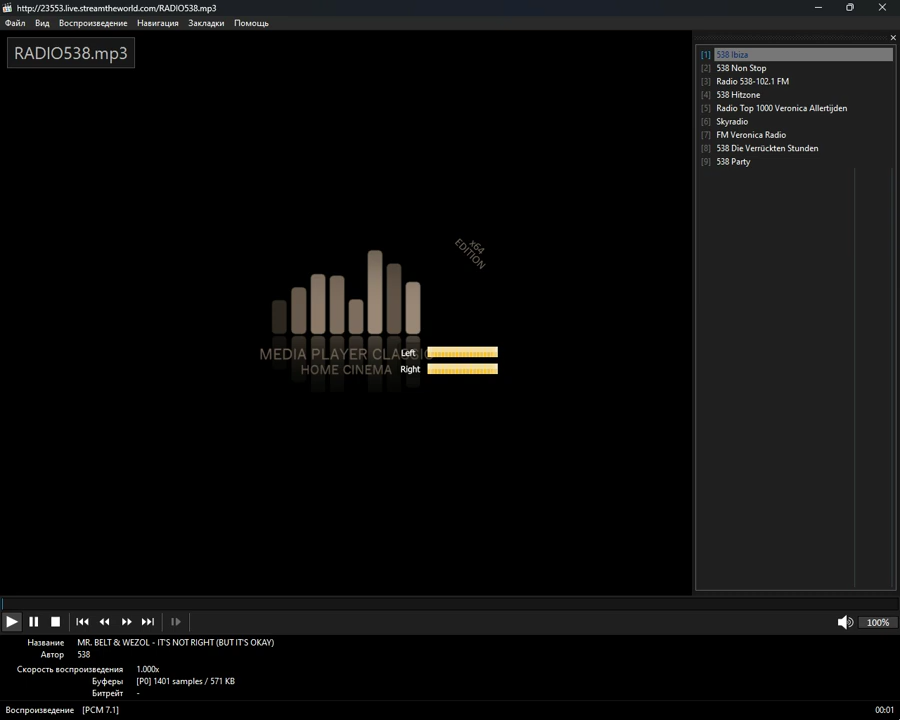 http://23553.live.streamtheworld.com/RADIO538.mp3
Файл Вид Воспроизведение Навигация Закладки Помощь
RADIO538.mp3
[1] 538 Ibiza
[2] 538 Non Stop
[3] Radio 538-102.1 FM
[4] 538 Hitzone
[5] Radio Top 1000 Veronica Allertijden
[6] Skyradio
[7] FM Veronica Radio
[8] 538 Die Verrückten Stunden
[9] 538 Party
x64
EDITION
MEDIA PLAYER CLASSIC
HOME CINEMA
Left
Right
100%
Название MR. BELT & WEZOL - IT'S NOT RIGHT (BUT IT'S OKAY)
Автор 538
Скорость воспроизведения 1.000x
Буферы [P0] 1401 samples / 571 KB
Битрейт -
Воспроизведение [PCM 7.1] 00:01